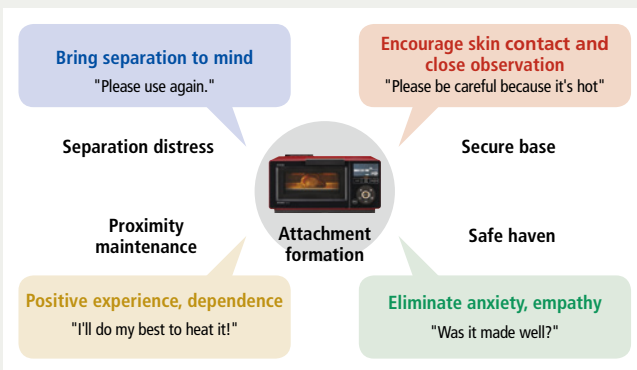 Bring separation to mind
"Please use again."
Encourage skin contact and
close observation
"Please be careful because it's hot"
Separation distress
Secure base
Proximity
maintenance
Attachment
formation
Safe haven
Positive experience, dependence
"I'll do my best to heat it!"
Eliminate anxiety, empathy
"Was it made well?"